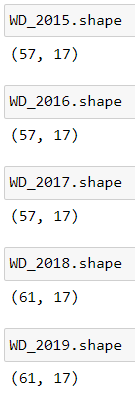 WD_2015.shape
(57, 17)
WD_2016.shape
(57, 17)
WD_2017.shape
(57, 17)
WD_2018.shape
(61, 17)
WD_2019.shape
(61, 17)